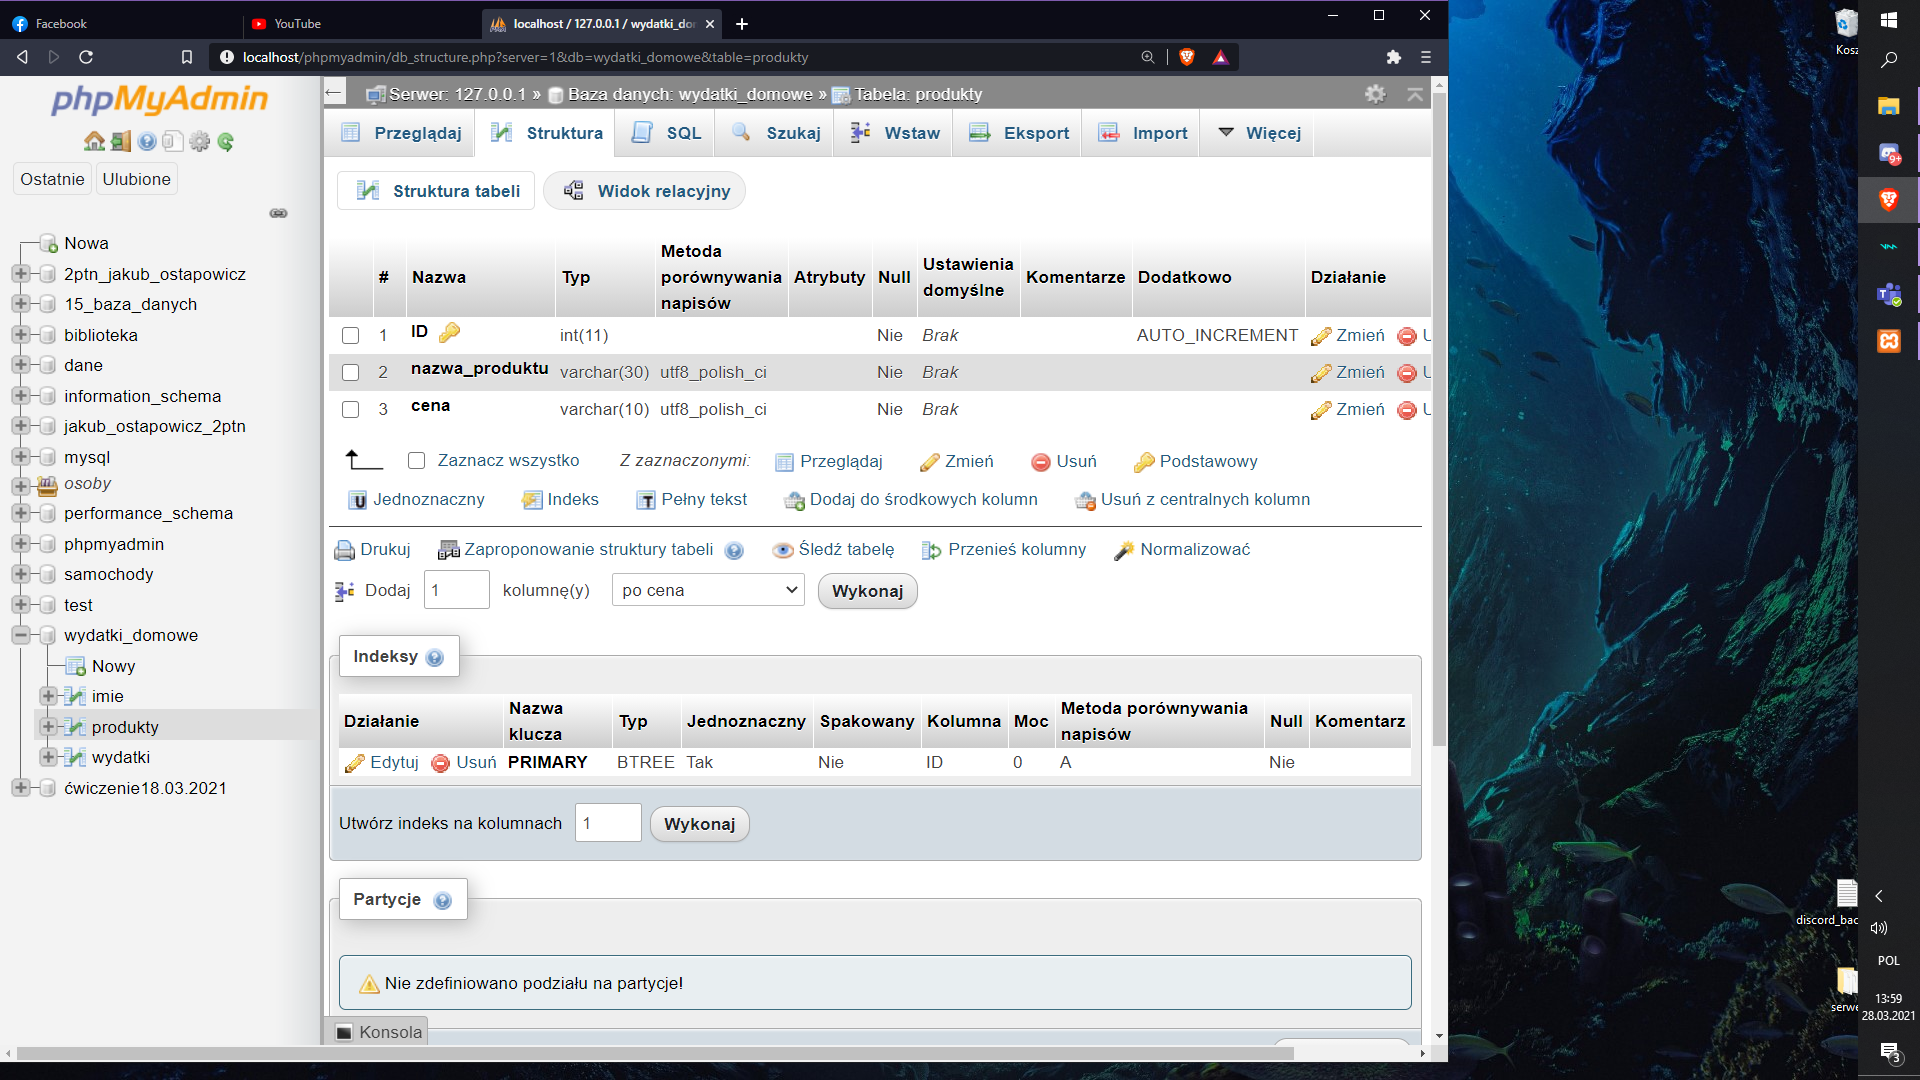 Facebook
YouTube
localhost / 127.0.0.1 / wydatki_do
localhost/phpmyadmin/db_structure.php?server=1&db=wydatki_domowe&table=produkty
phpMyAdmin
Ostatnie
Ulubione
Nowa
2ptn_jakub_ostapowicz
15_baza_danych
biblioteka
dane
information_schema
jakub_ostapowicz_2ptn
mysql
osoby
performance_schema
phpmyadmin
samochody
test
wydatki_domowe
Nowy
imie
produkty
wydatki
ćwiczenie18.03.2021
Serwer: 127.0.0.1 » Baza danych: wydatki_domowe » Tabela: produkty
Przeglądaj Struktura SQL Szukaj Wstaw Eksport Import Więcej
Struktura tabeli Widok relacyjny
# Nazwa Typ Metoda porównywania napisów Atrybuty Null Ustawienia domyślne Komentarze Dodatkowo Działanie
1 ID int(11) Nie Brak AUTO_INCREMENT Zmień U
2 nazwa_produktu varchar(30) utf8_polish_ci Nie Brak Zmień U
3 cena varchar(10) utf8_polish_ci Nie Brak Zmień U
Zaznacz wszystko Z zaznaczonymi: Przeglądaj Zmień Usuń Podstawowy
Jednoznaczny Indeks Pełny tekst Dodaj do środkowych kolumn Usuń z centralnych kolumn
Drukuj Zaproponowanie struktury tabeli Śledź tabelę Przenieś kolumny Normalizować
Dodaj 1 kolumnę(y) po cena Wykonaj
Indeksy
Działanie Nazwa klucza Typ Jednoznaczny Spakowany Kolumna Moc Metoda porównywania napisów Null Komentarz
Edytuj Usuń PRIMARY BTREE Tak Nie ID 0 A Nie
Utwórz indeks na kolumnach 1 Wykonaj
Partycje
Nie zdefiniowano podziału na partycje!
Konsola
Kosz
9+
discord_bac
serwe
POL
13:59
28.03.2021
3